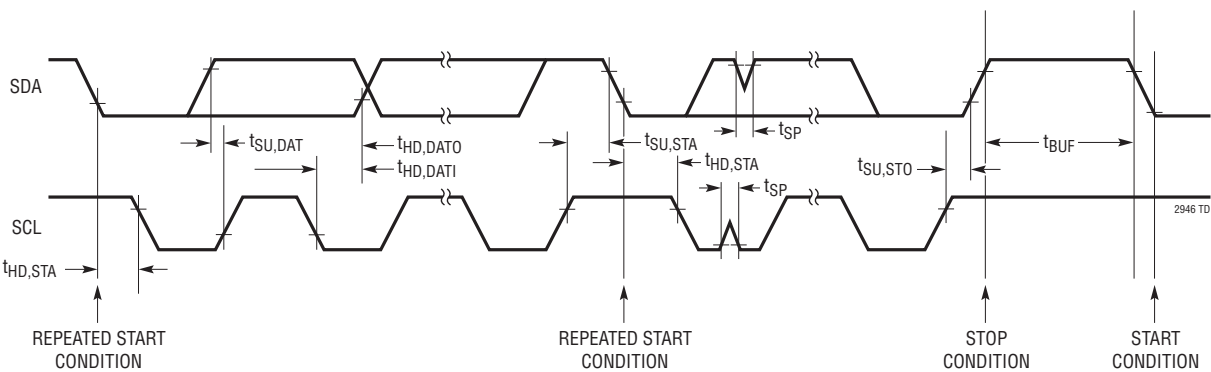 SDA
tSU,DAT
tHD,DATO
tHD,DATI
tSU,STA
tHD,STA
tSP
tSP
tSU,STO
tBUF
2946 TD
SCL
tHD,STA
REPEATED START
CONDITION
REPEATED START
CONDITION
STOP
CONDITION
START
CONDITION